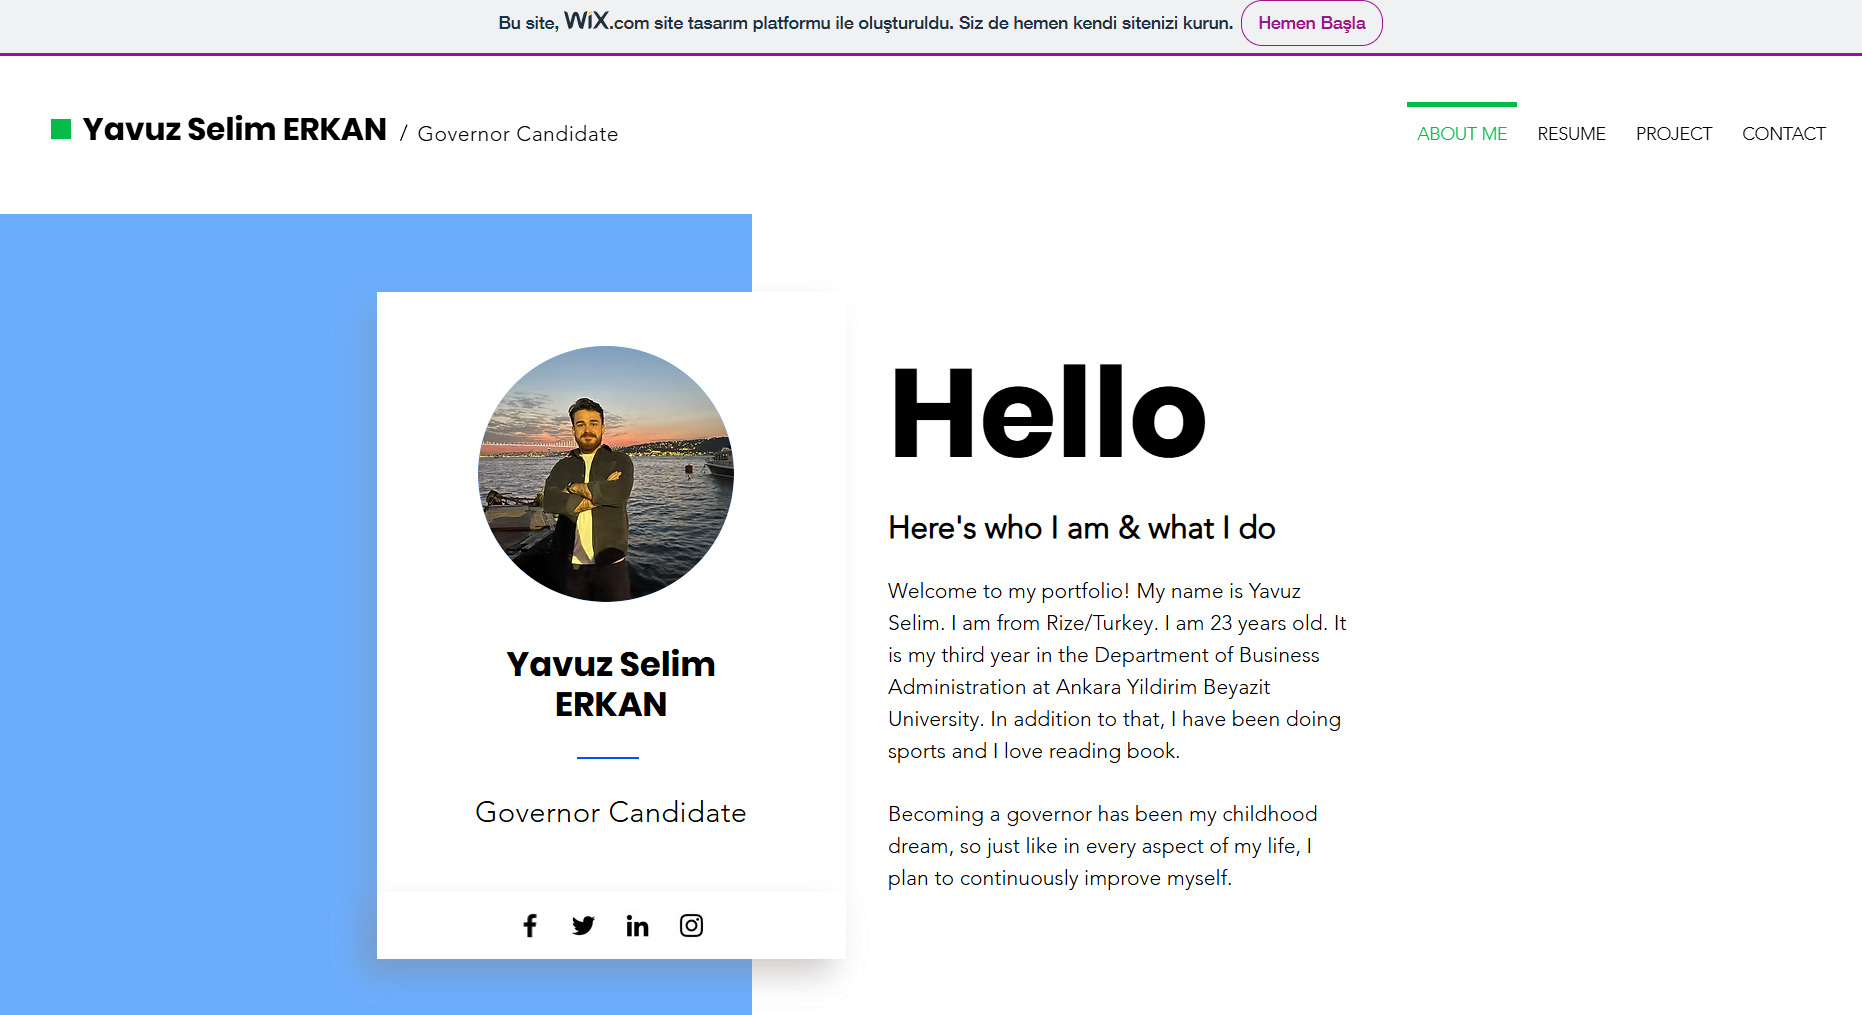 Bu site, WiX.com site tasarım platformu ile oluşturuldu. Siz de hemen kendi sitenizi kurun. Hemen Başla
Yavuz Selim ERKAN / Governor Candidate
ABOUT ME RESUME PROJECT CONTACT
Yavuz Selim
ERKAN
Governor Candidate
Hello
Here's who I am & what I do
Welcome to my portfolio! My name is Yavuz
Selim. I am from Rize/Turkey. I am 23 years old. It
is my third year in the Department of Business
Administration at Ankara Yildirim Beyazit
University. In addition to that, I have been doing
sports and I love reading book.
Becoming a governor has been my childhood
dream, so just like in every aspect of my life, I
plan to continuously improve myself.